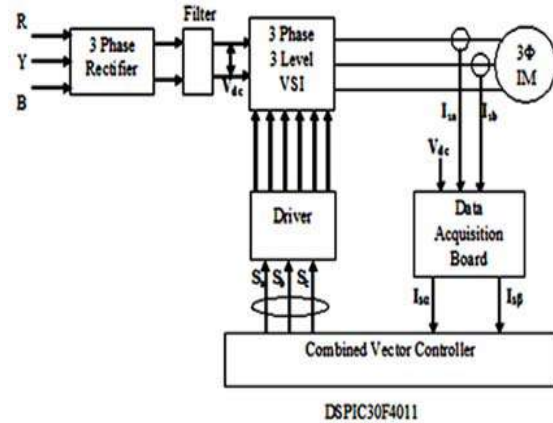 R
Y
B
3 Phase
Rectifier
Filter
Vdc
3 Phase
3 Level
VSI
3Φ
IM
Isa
Isb
Vdc
Driver
Data
Acquisition
Board
Sa
Sb
Sc
Isα
Isβ
Combined Vector Controller
DSPIC30F4011